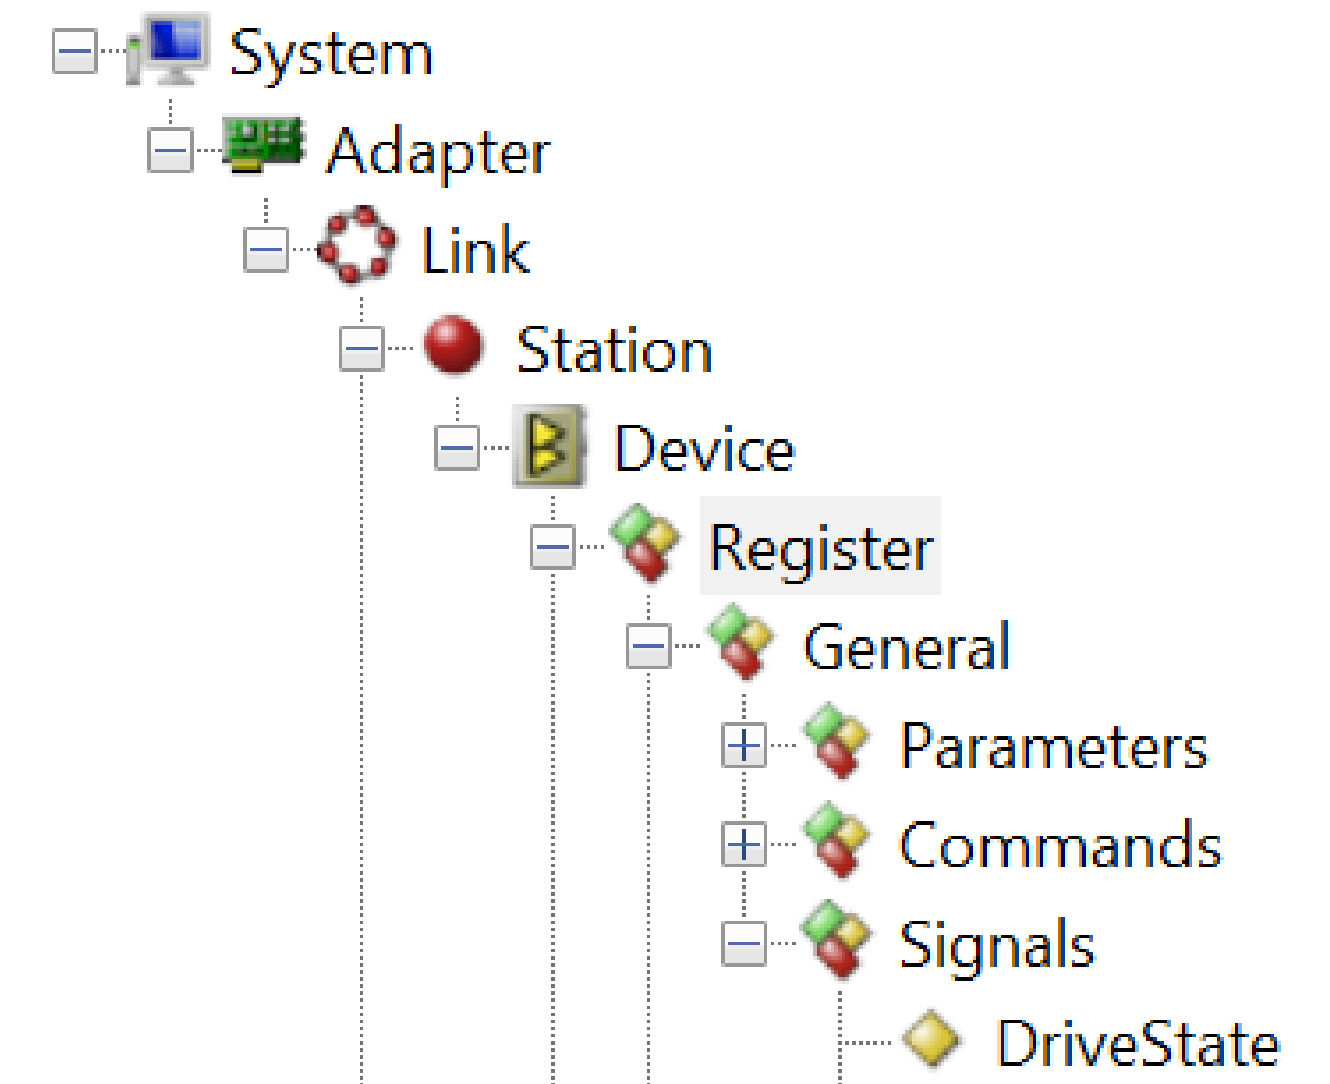 System
Adapter
Link
Station
Device
Register
General
Parameters
Commands
Signals
DriveState